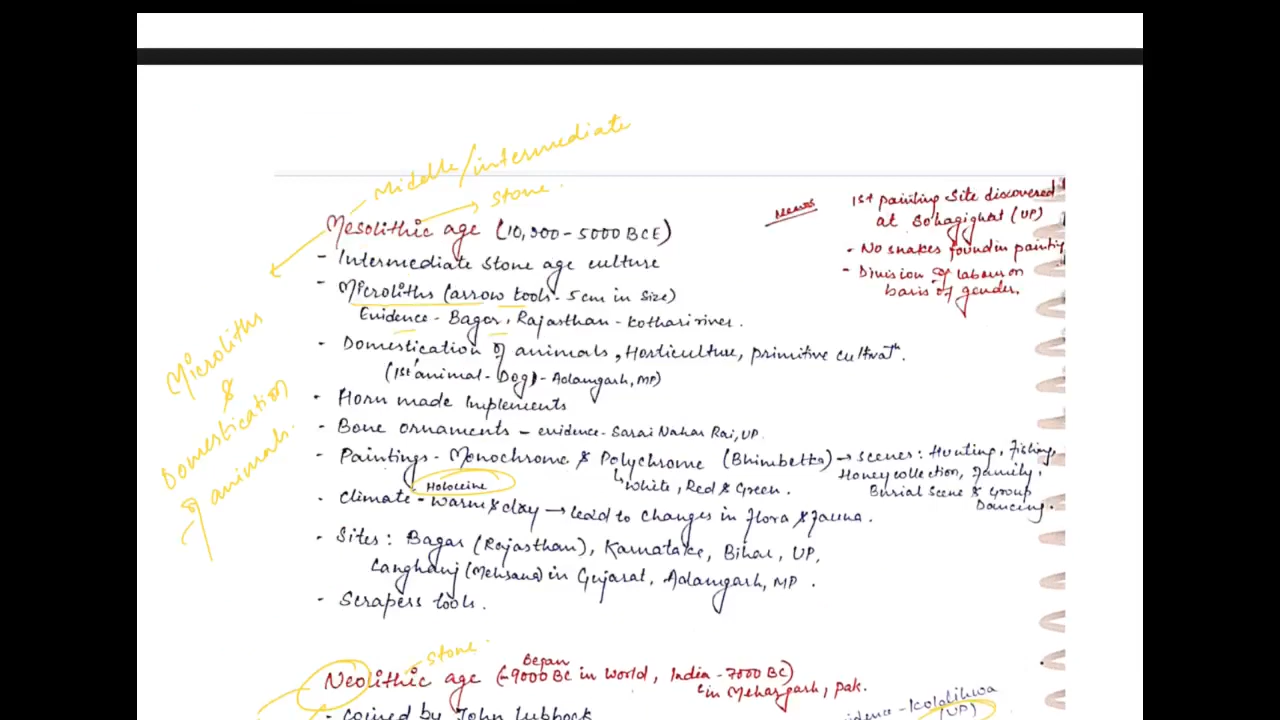 Middle/intermediate
stone.
Mesolithic age (10,000-5000 BCE)
- Intermediate stone age culture
- Microliths (arrow tools - 5cm in size)
Evidence - Bagor, Rajasthan - Kothari river.
- Domestication of animals, Horticulture, primitive cultivatn.
(1st animal - Dog) - Adamgarh, MP)
- Horn made Implements
- Bone ornaments - evidence - Sarai Nahar Rai, UP.
- Paintings - Monochrome & Polychrome (Bhimbetka) → scenes: Hunting, Fishing,
Honey collection, Family,
Burial Scene & Group
Dancing.
White, Red & Green.
Holocine
- climate - warm & dry → lead to changes in flora & fauna.
- Sites: Bagar (Rajasthan), Karnataka, Bihar, UP,
Langhanj (Mehsana) in Gujarat, Adamgarh, MP.
- Scrapers tools.
1st painting site discovered
at Sohagighat (UP)
- No snakes found in painting
- Division of labour on
basis of gender.
Microliths
&
Domestication
of animals.
stone.
Neolithic age (-9000 BC in world, India - 7000 BC)
Began
in Mehargarh, Pak.
- coined by John Lubbock
Koldihwa
(UP)